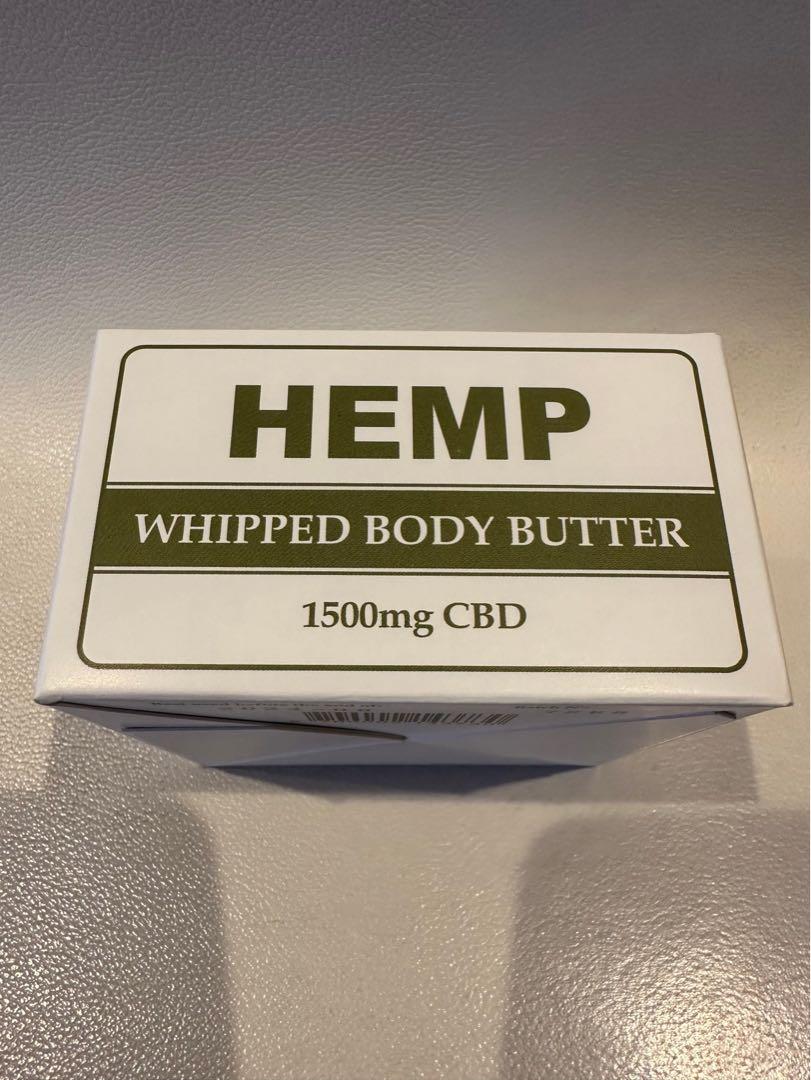 HEMP
WHIPPED BODY BUTTER
1500mg CBD